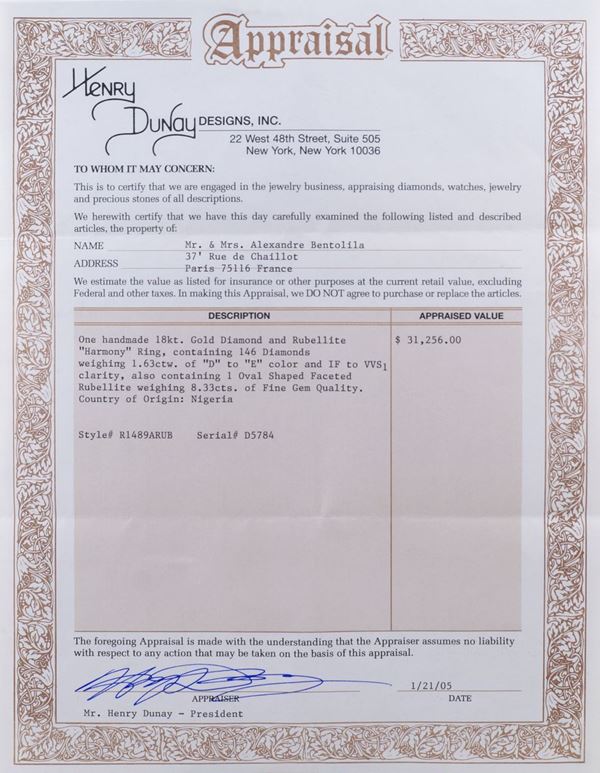 Appraisal
HENRY
DUNAY DESIGNS, INC.
22 West 48th Street, Suite 505
New York, New York 10036
TO WHOM IT MAY CONCERN:
This is to certify that we are engaged in the jewelry business, appraising diamonds, watches, jewelry
and precious stones of all descriptions.
We herewith certify that we have this day carefully examined the following listed and described
articles, the property of:
NAME Mr. & Mrs. Alexandre Bentolila
ADDRESS 37' Rue de Chaillot
Paris 75116 France
We estimate the value as listed for insurance or other purposes at the current retail value, excluding
Federal and other taxes. In making this Appraisal, we DO NOT agree to purchase or replace the articles.
DESCRIPTION APPRAISED VALUE
One handmade 18kt. Gold Diamond and Rubellite $ 31,256.00
"Harmony" Ring, containing 146 Diamonds
weighing 1.63ctw. of "D" to "E" color and IF to VVS1
clarity, also containing 1 Oval Shaped Faceted
Rubellite weighing 8.33cts. of Fine Gem Quality.
Country of Origin: Nigeria
Style# R1489ARUB Serial# D5784
The foregoing Appraisal is made with the understanding that the Appraiser assumes no liability
with respect to any action that may be taken on the basis of this appraisal.
1/21/05
APPRAISER DATE
Mr. Henry Dunay - President